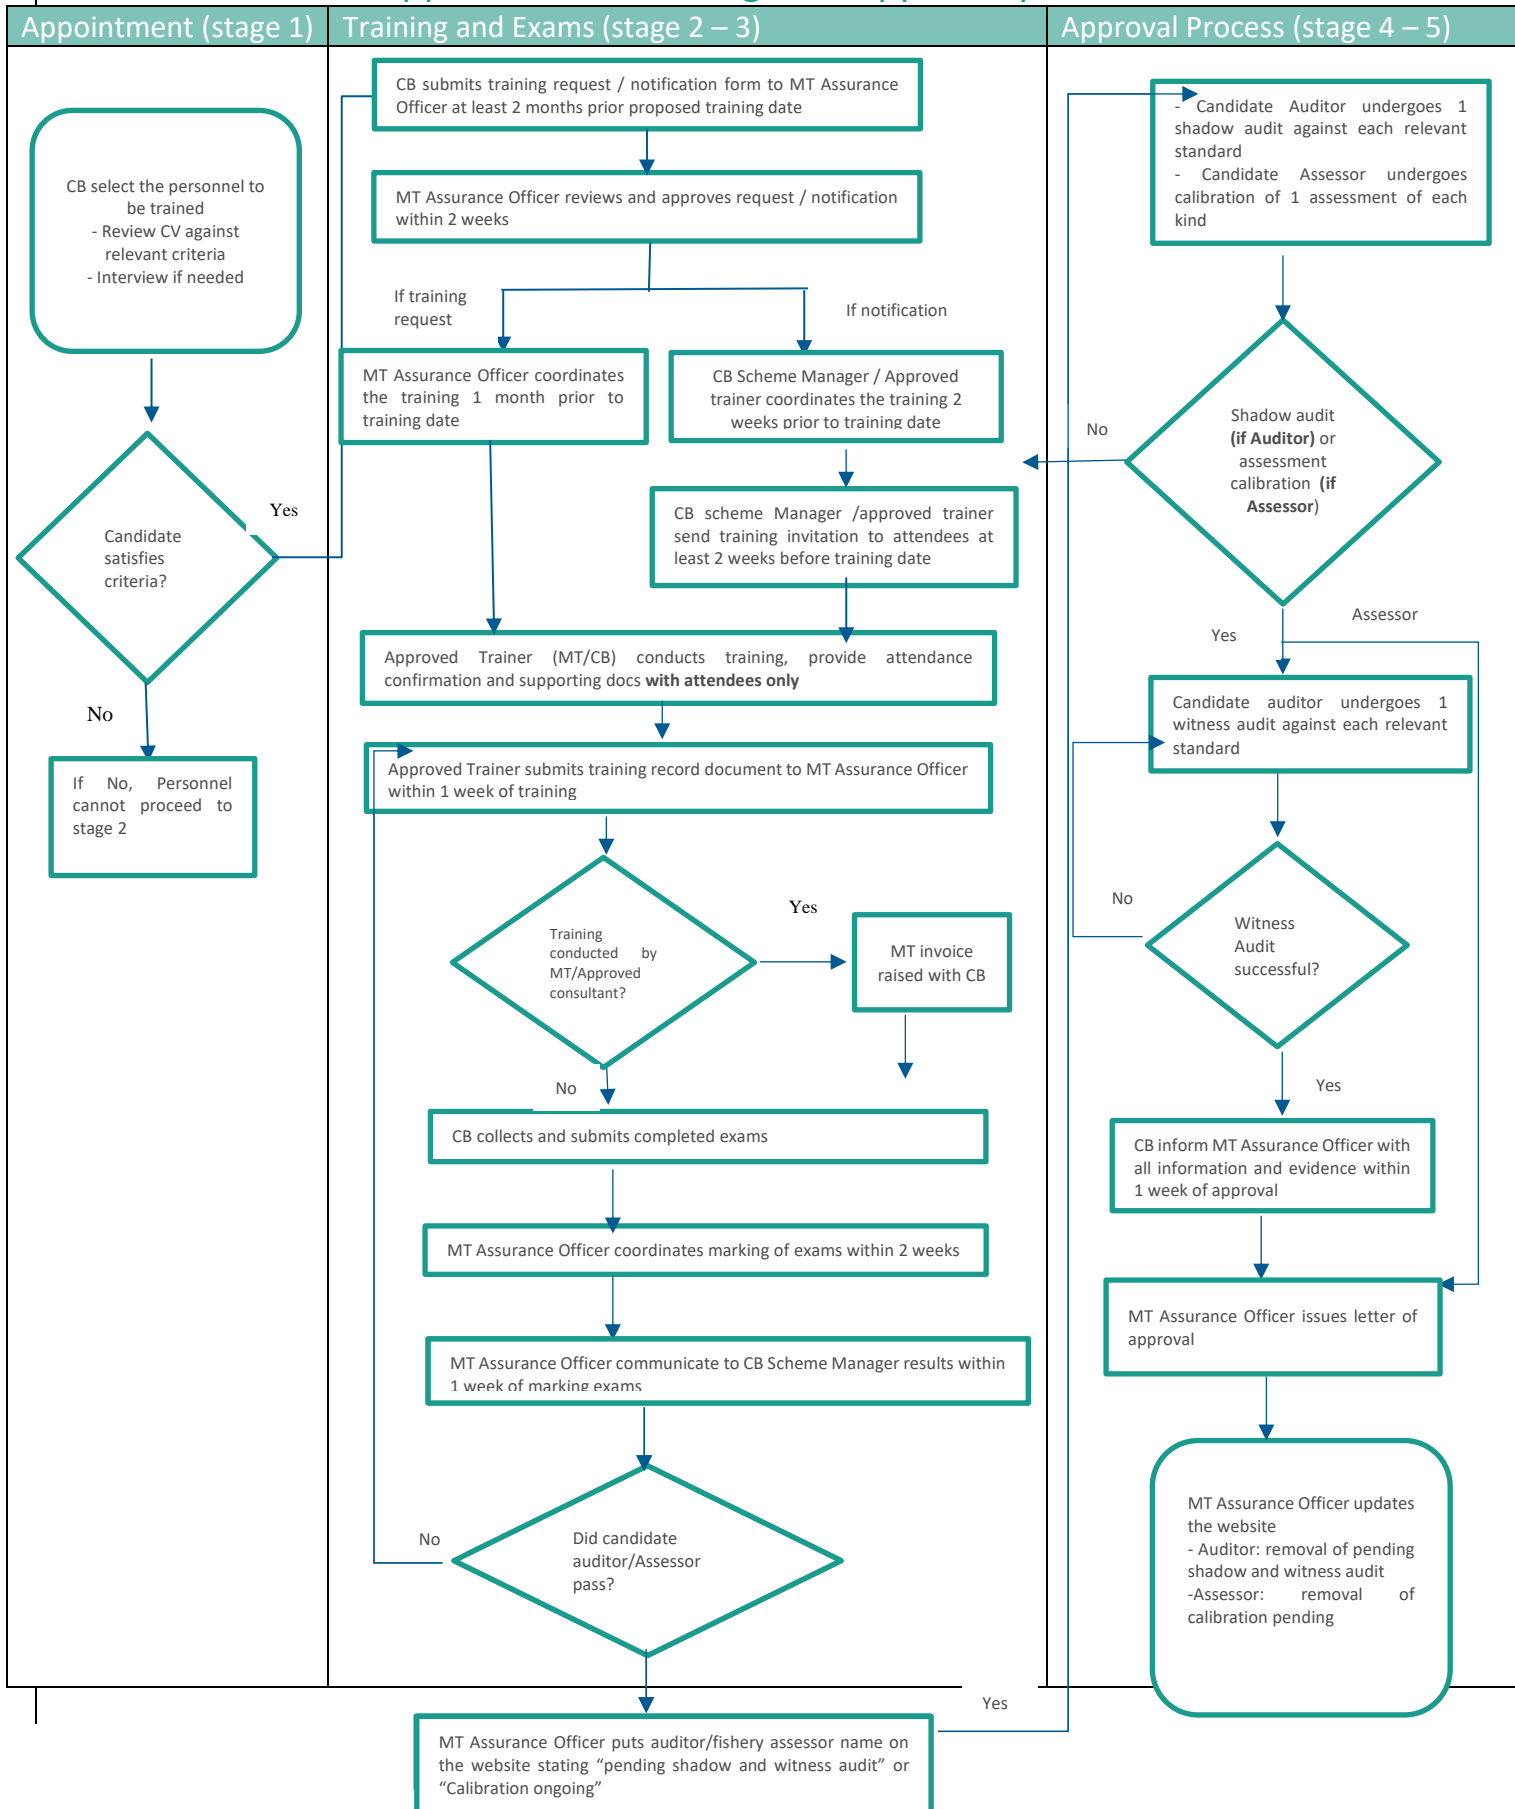 Appointment (stage 1)
Training and Exams (stage 2 – 3)
Approval Process (stage 4 – 5)
CB select the personnel to
be trained
- Review CV against
relevant criteria
- Interview if needed
Candidate
satisfies
criteria?
Yes
No
If No, Personnel
cannot proceed to
stage 2
CB submits training request / notification form to MT Assurance
Officer at least 2 months prior proposed training date
MT Assurance Officer reviews and approves request / notification
within 2 weeks
If training
request
If notification
MT Assurance Officer coordinates
the training 1 month prior to
training date
CB Scheme Manager / Approved
trainer coordinates the training 2
weeks prior to training date
CB scheme Manager /approved trainer
send training invitation to attendees at
least 2 weeks before training date
Approved Trainer (MT/CB) conducts training, provide attendance
confirmation and supporting docs with attendees only
Approved Trainer submits training record document to MT Assurance Officer
within 1 week of training
Training
conducted by
MT/Approved
consultant?
Yes
MT invoice
raised with CB
No
CB collects and submits completed exams
MT Assurance Officer coordinates marking of exams within 2 weeks
MT Assurance Officer communicate to CB Scheme Manager results within
1 week of marking exams
No
Did candidate
auditor/Assessor
pass?
Yes
MT Assurance Officer puts auditor/fishery assessor name on
the website stating “pending shadow and witness audit” or
“Calibration ongoing”
- Candidate Auditor undergoes 1
shadow audit against each relevant
standard
- Candidate Assessor undergoes
calibration of 1 assessment of each
kind
No
Shadow audit
(if Auditor) or
assessment
calibration (if
Assessor)
Yes
Assessor
Candidate auditor undergoes 1
witness audit against each relevant
standard
No
Witness
Audit
successful?
Yes
CB inform MT Assurance Officer with
all information and evidence within
1 week of approval
MT Assurance Officer issues letter of
approval
MT Assurance Officer updates
the website
- Auditor: removal of pending
shadow and witness audit
-Assessor: removal of
calibration pending